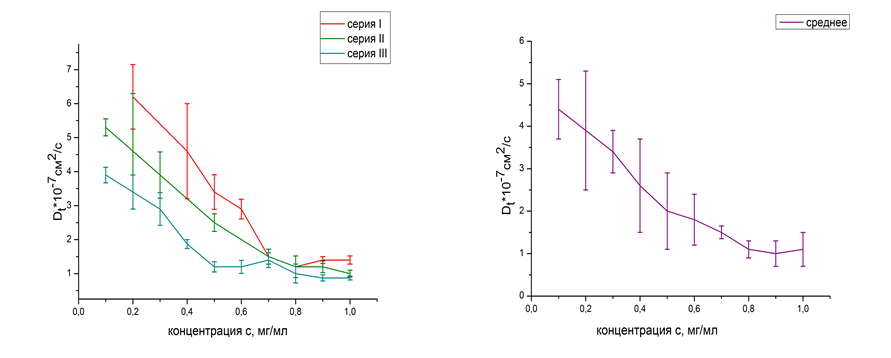 серия I
серия II
серия III
7
6
5
4
3
2
1
Dt*10-7см2/с
0,0 0,2 0,4 0,6 0,8 1,0
концентрация с, мг/мл
среднее
6
5
4
3
2
1
0
Dt*10-7см2/с
0,0 0,2 0,4 0,6 0,8 1,0
концентрация с, мг/мл